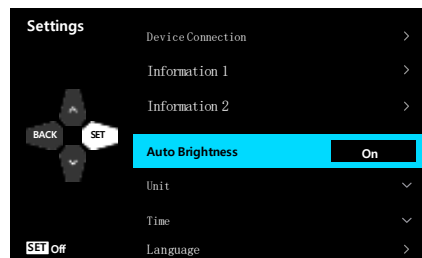 Settings
Device Connection
Information 1
Information 2
BACK
SET
Auto Brightness
On
Unit
Time
SET Off
Language